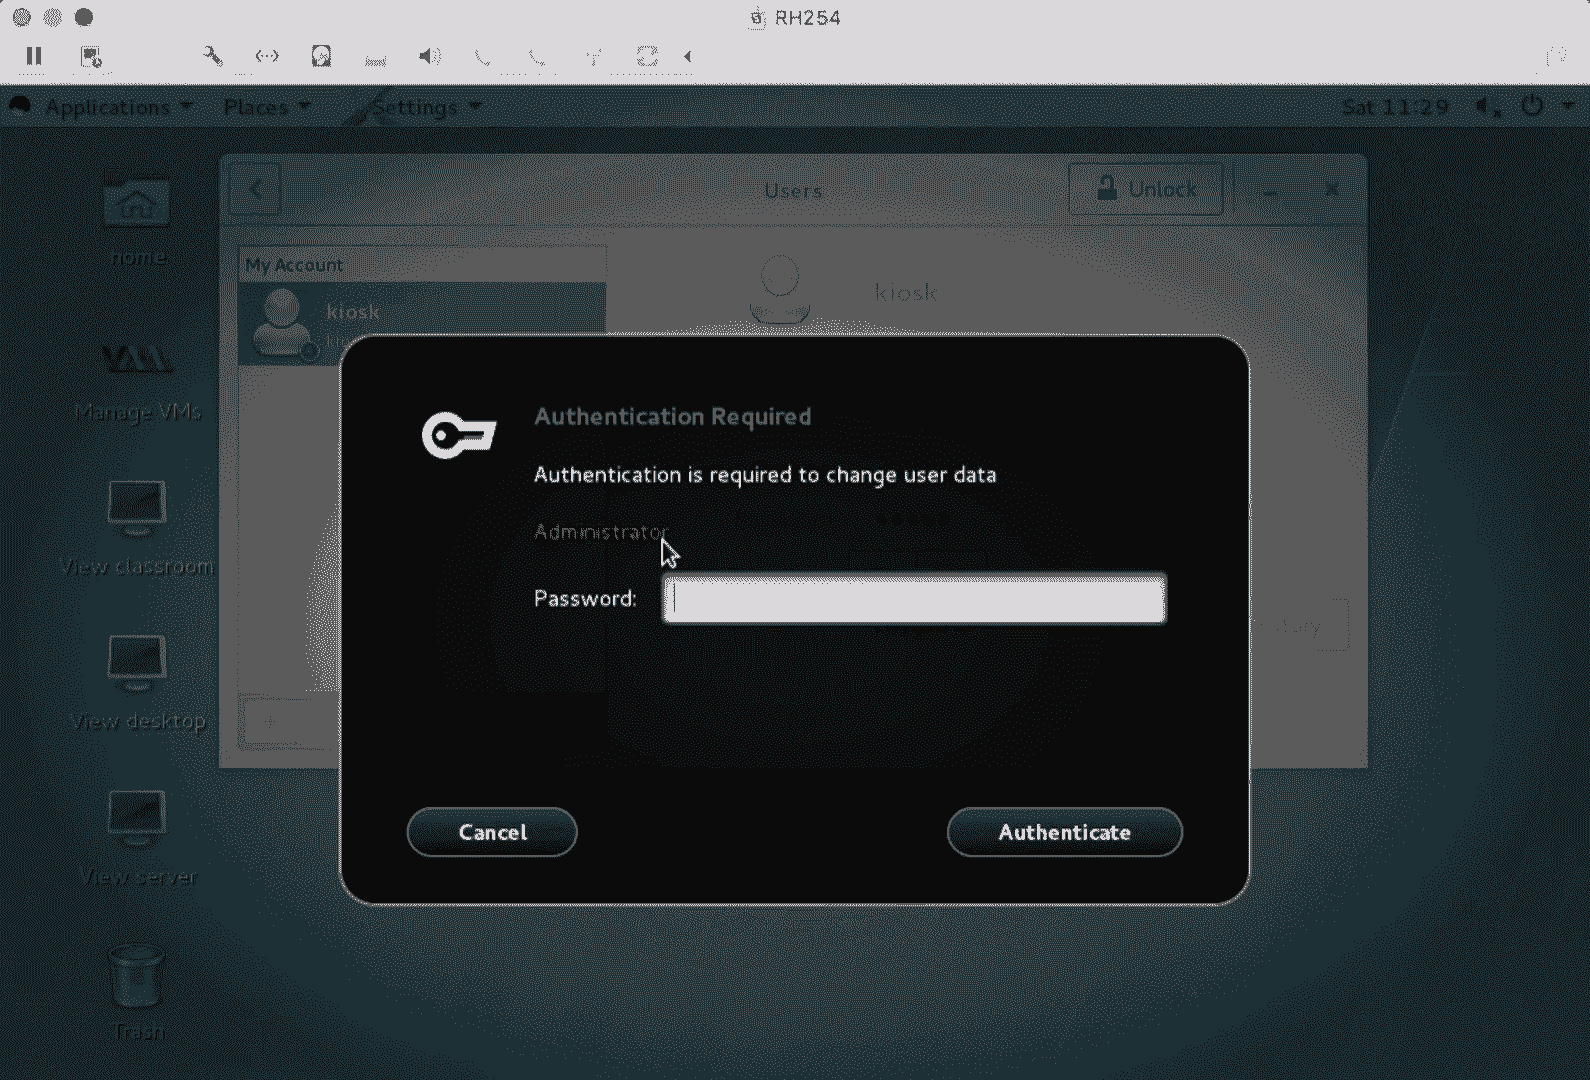 RH254
Applications Places Settings Sat 11:29
Users Unlock
home
My Account
kiosk
kiosk
Manage VMs
Authentication Required
Authentication is required to change user data
Administrator
View classroom
Password:
View desktop
Cancel Authenticate
View server
Trash